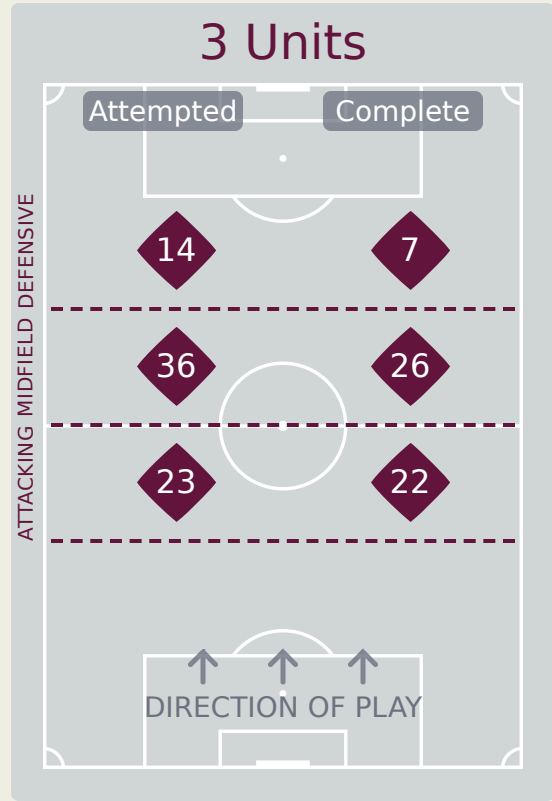 3 Units
Attempted Complete
ATTACKING MIDFIELD DEFENSIVE
14 7
36 26
23 22
DIRECTION OF PLAY